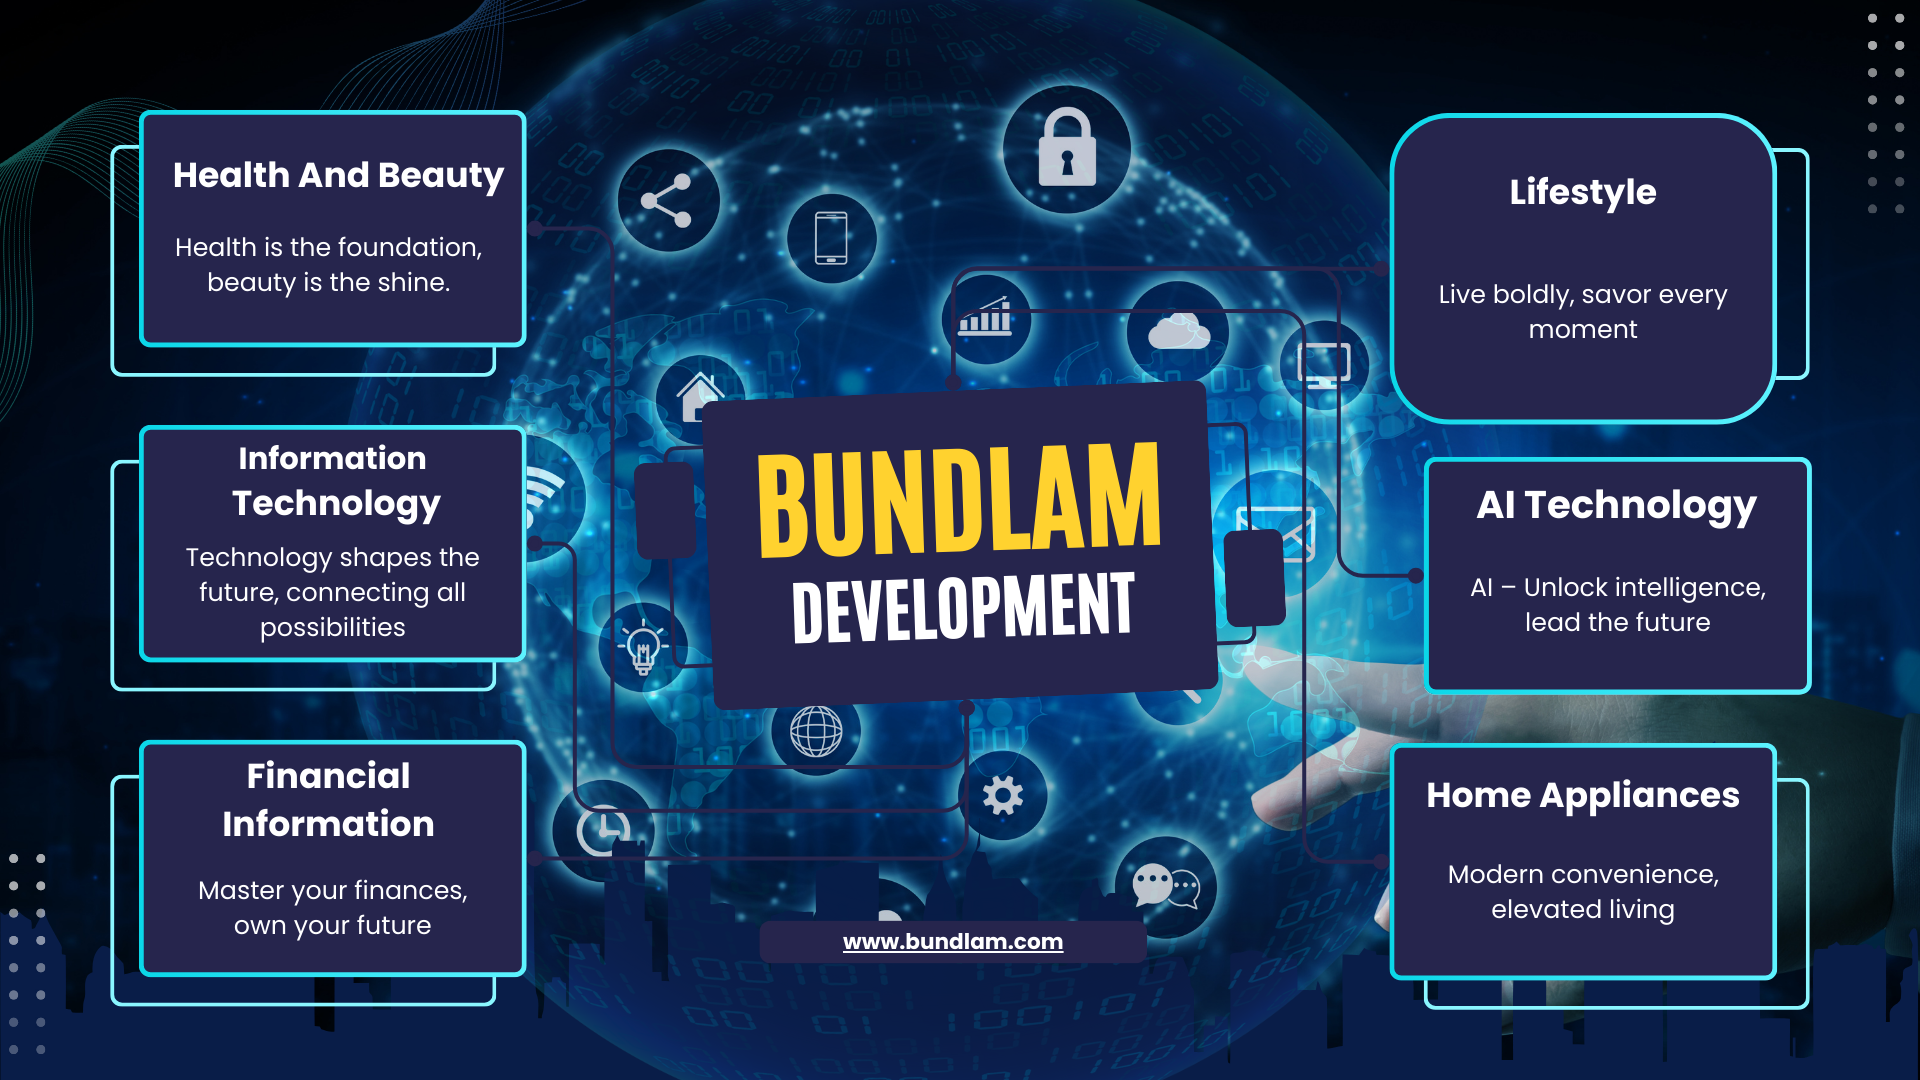 Health And Beauty
Health is the foundation,
beauty is the shine.
Information
Technology
Technology shapes the
future, connecting all
possibilities
Financial
Information
Master your finances,
own your future
BUNDLAM
DEVELOPMENT
www.bundlam.com
Lifestyle
Live boldly, savor every
moment
AI Technology
AI – Unlock intelligence,
lead the future
Home Appliances
Modern convenience,
elevated living